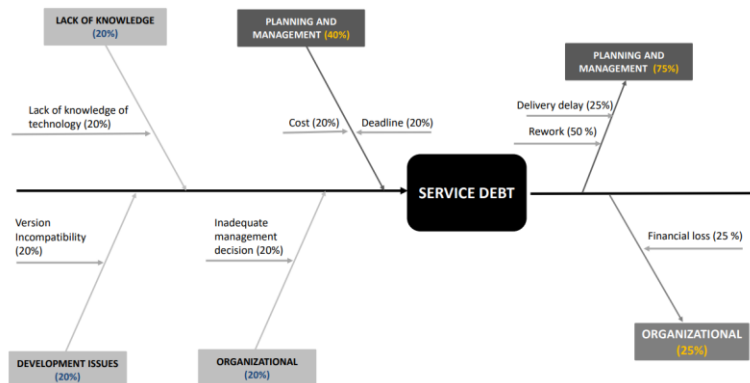 LACK OF KNOWLEDGE
(20%)
PLANNING AND
MANAGEMENT (40%)
PLANNING AND
MANAGEMENT (75%)
Lack of knowledge of
technology (20%)
Cost (20%)
Deadline (20%)
Delivery delay (25%)
Rework (50 %)
SERVICE DEBT
Version
Incompatibility
(20%)
Inadequate
management
decision (20%)
Financial loss (25 %)
DEVELOPMENT ISSUES
(20%)
ORGANIZATIONAL
(20%)
ORGANIZATIONAL
(25%)